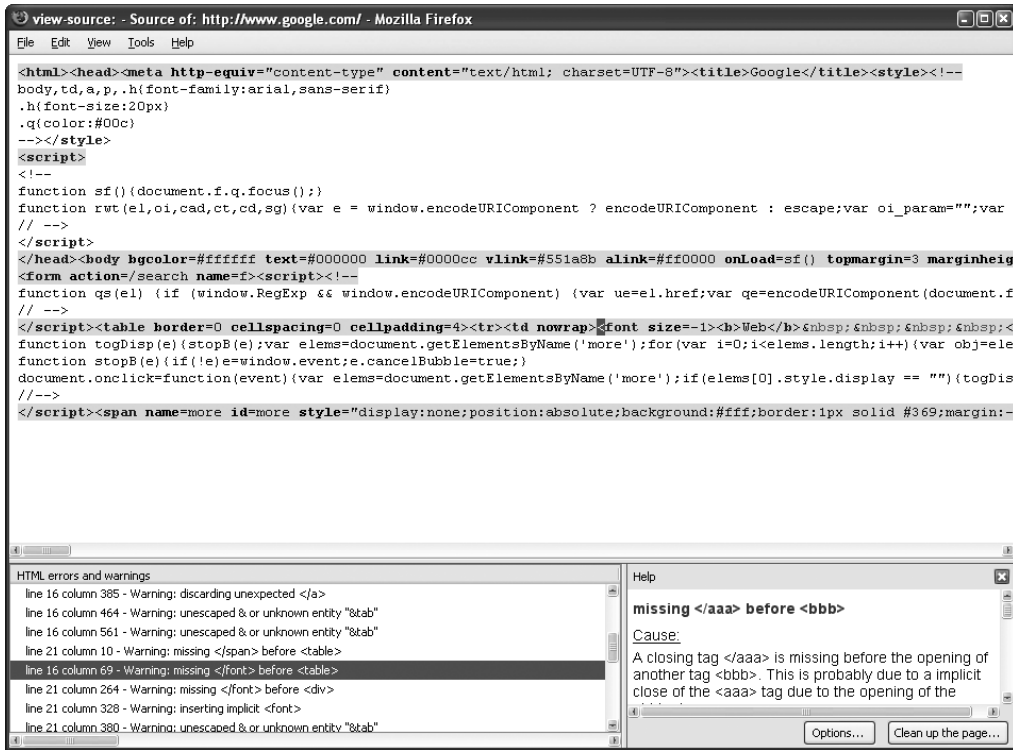 view-source: - Source of: http://www.google.com/ - Mozilla Firefox
File Edit View Tools Help
<html><head><meta http-equiv="content-type" content="text/html; charset=UTF-8"><title>Google</title><style><!--
body,td,a,p,.h{font-family:arial,sans-serif}
.h{font-size:20px}
.q{color:#00c}
--></style>
<script>
<!--
function sf(){document.f.q.focus();}
function rwt(el,oi,cad,ct,cd,sg){var e = window.encodeURIComponent ? encodeURIComponent : escape;var oi_param="";var
// -->
</script>
</head><body bgcolor=#ffffff text=#000000 link=#0000cc vlink=#551a8b alink=#ff0000 onLoad=sf() topmargin=3 marginheig
<form action=/search name=f><script><!--
function qs(el) {if (window.RegExp && window.encodeURIComponent) {var ue=el.href;var qe=encodeURIComponent(document.f
// -->
</script><table border=0 cellspacing=0 cellpadding=4><tr><td nowrap><font size=-1><b>Web</b>&nbsp;&nbsp;&nbsp;&nbsp;<
function togDisp(e){stopB(e);var elems=document.getElementsByName('more');for(var i=0;i<elems.length;i++){var obj=ele
function stopB(e){if(!e)e=window.event;e.cancelBubble=true;}
document.onclick=function(event){var elems=document.getElementsByName('more');if(elems[0].style.display == ""){togDis
//-->
</script><span name=more id=more style="display:none;position:absolute;background:#fff;border:1px solid #369;margin:-
HTML errors and warnings
line 16 column 385 - Warning: discarding unexpected </a>
line 16 column 464 - Warning: unescaped & or unknown entity "&tab"
line 16 column 561 - Warning: unescaped & or unknown entity "&tab"
line 21 column 10 - Warning: missing </span> before <table>
line 16 column 69 - Warning: missing </font> before <table>
line 21 column 264 - Warning: missing </font> before <div>
line 21 column 328 - Warning: inserting implicit <font>
line 21 column 380 - Warning: unescaped & or unknown entity "&tab"
Help
missing </aaa> before <bbb>
Cause:
A closing tag </aaa> is missing before the opening of
another tag <bbb>. This is probably due to a implicit
close of the <aaa> tag due to the opening of the
Options... Clean up the page...